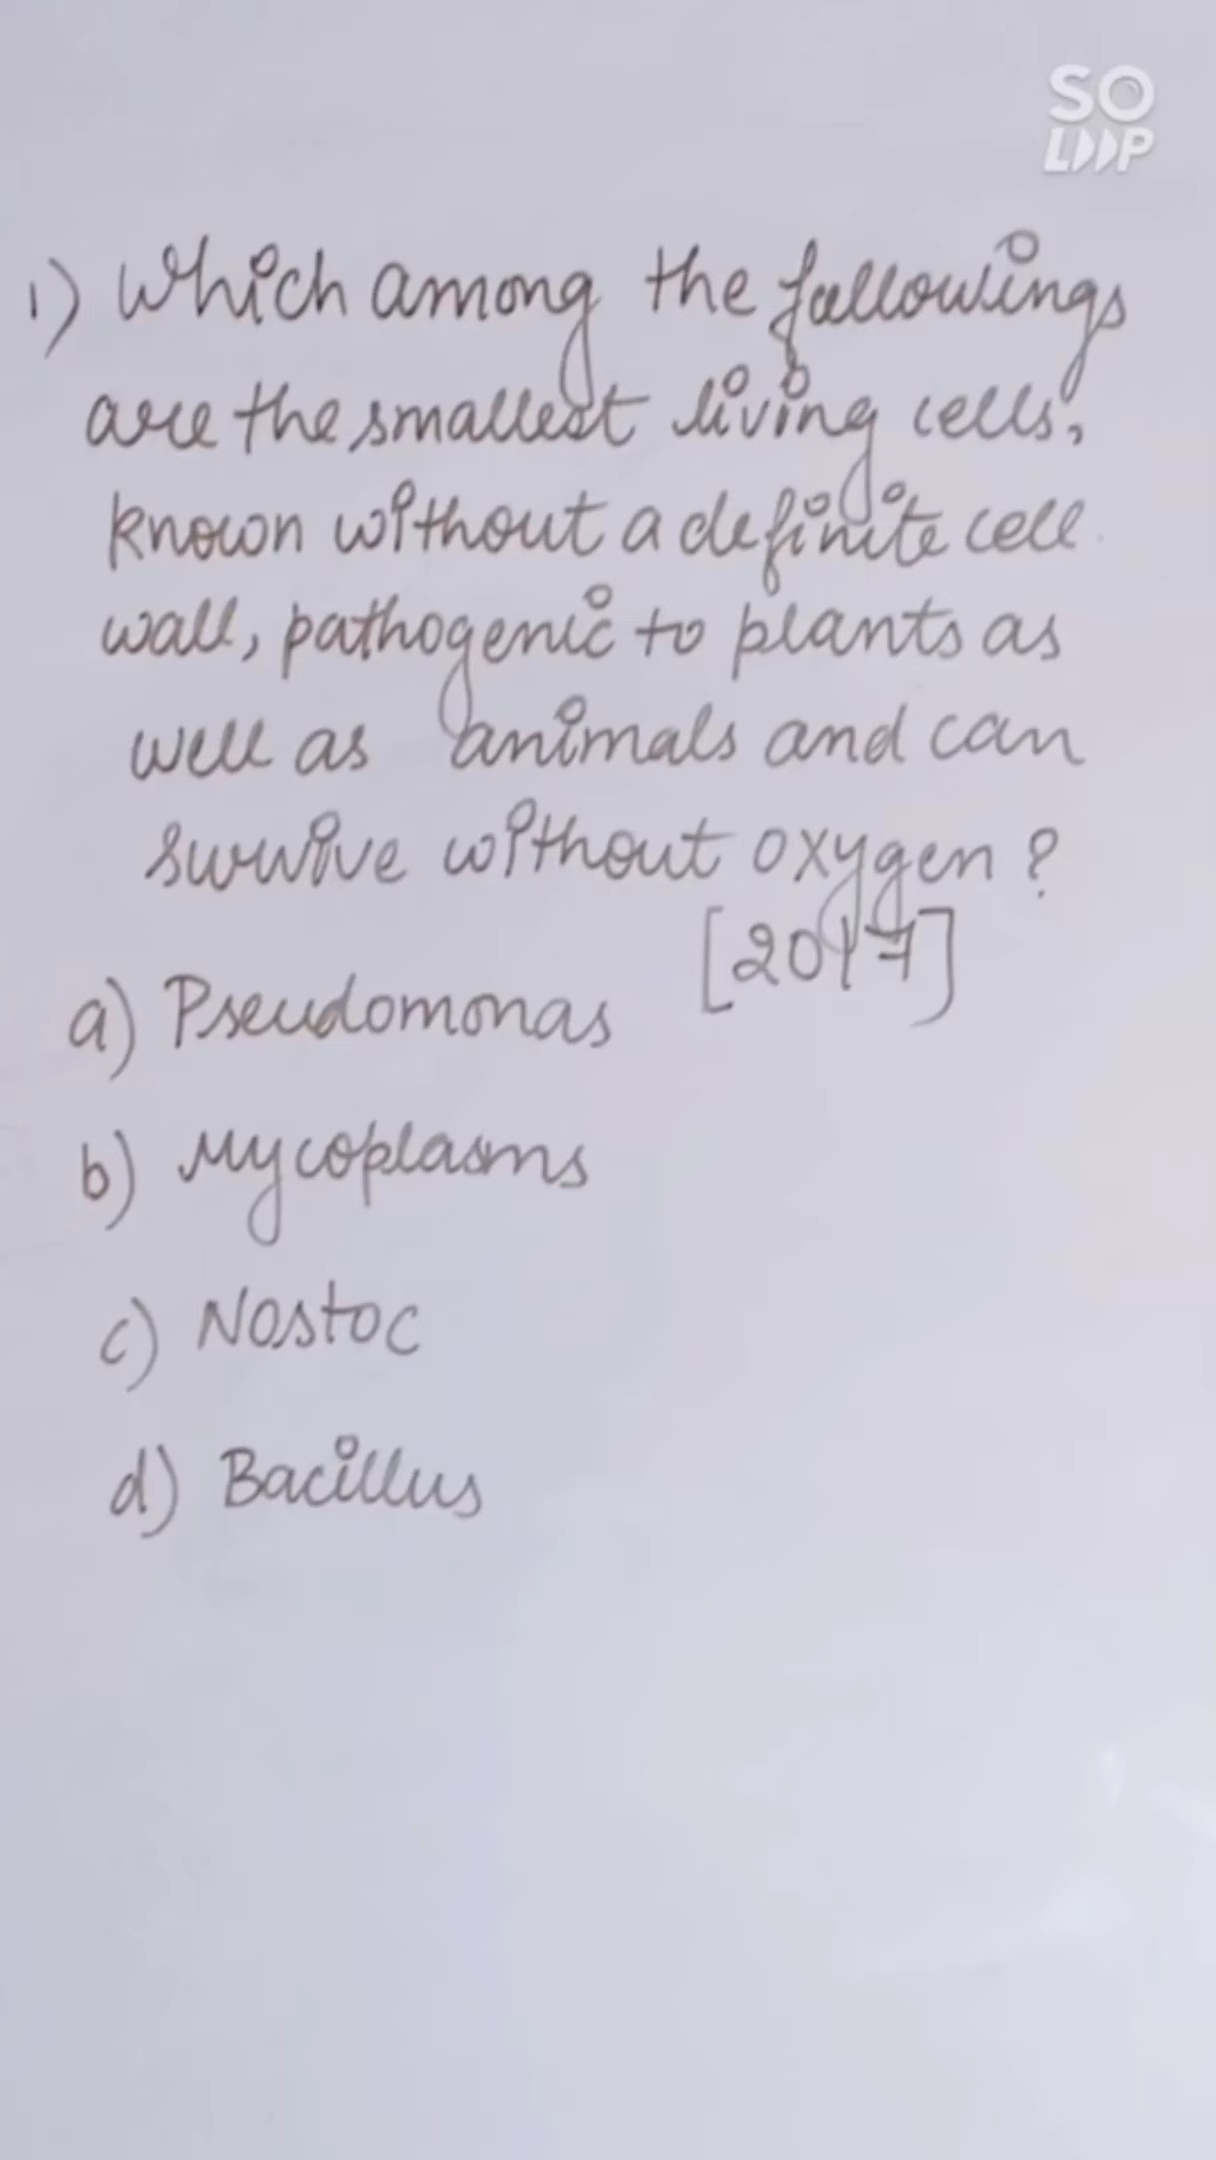 SO
LOOP
1) Which among the followings
are the smallest living cells,
known without a definite cell
wall, pathogenic to plants as
well as animals and can
survive without oxygen?
[2017]
a) Pseudomonas
b) Mycoplasms
c) Nostoc
d) Bacillus